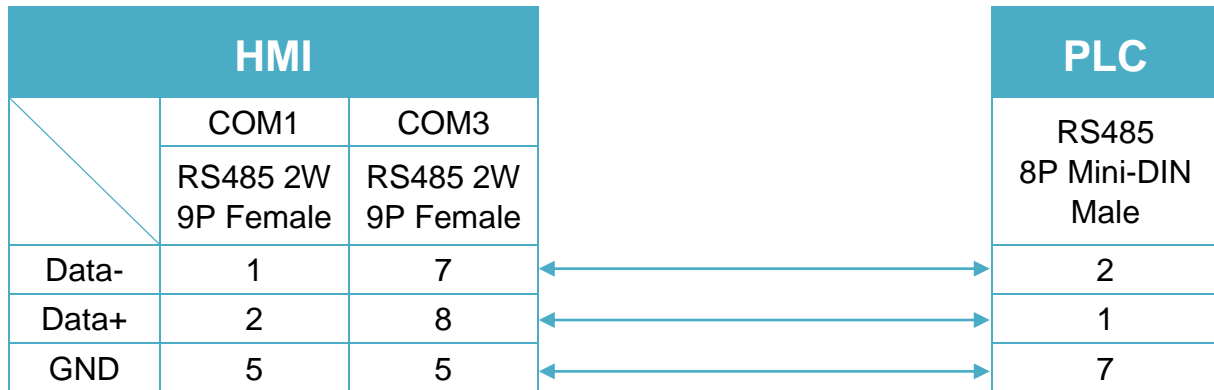 HMI PLC
COM1 COM3
RS485 2W 9P Female
RS485 2W 9P Female
RS485 8P Mini-DIN Male
Data- 1 7 2
Data+ 2 8 1
GND 5 5 7